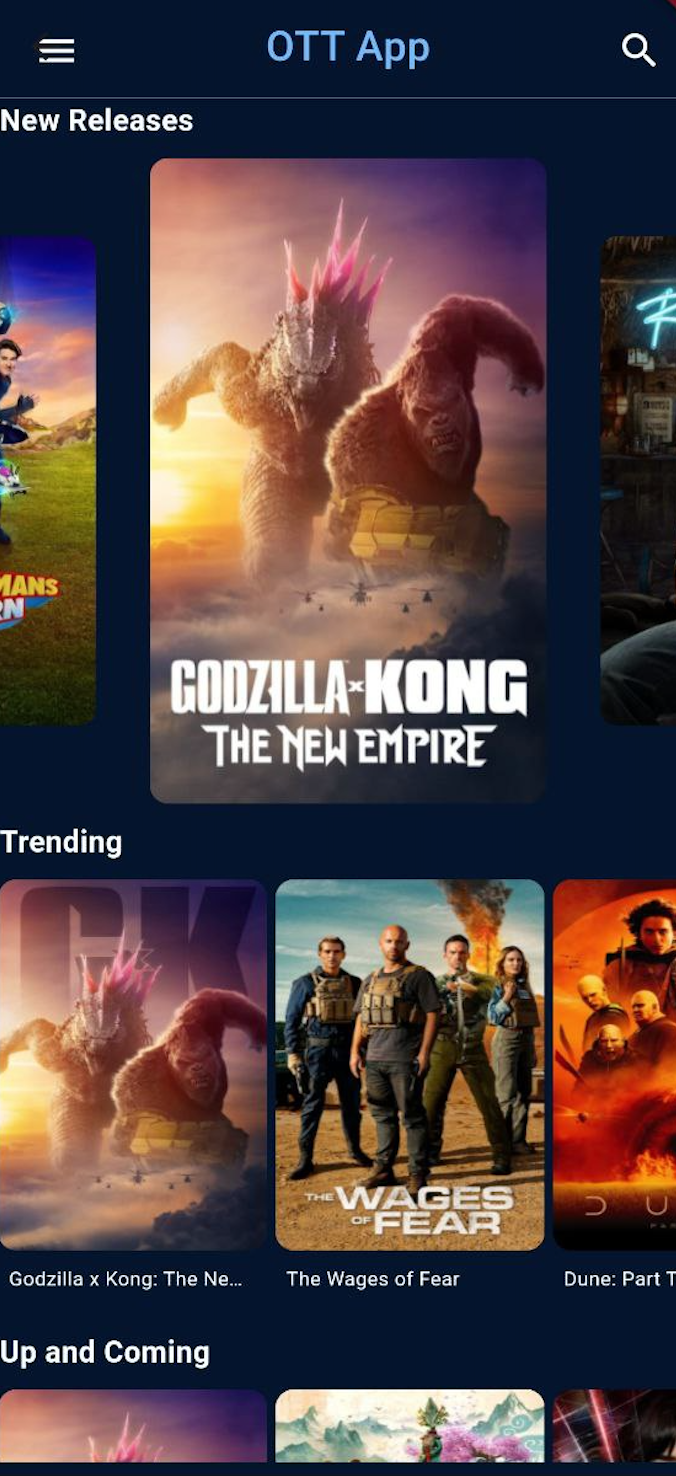 OTT App
New Releases
MANS
RN
GODZILLA x KONG
THE NEW EMPIRE
Trending
GK
THE WAGES
OF FEAR
DU
Godzilla x Kong: The Ne...
The Wages of Fear
Dune: Part T
Up and Coming